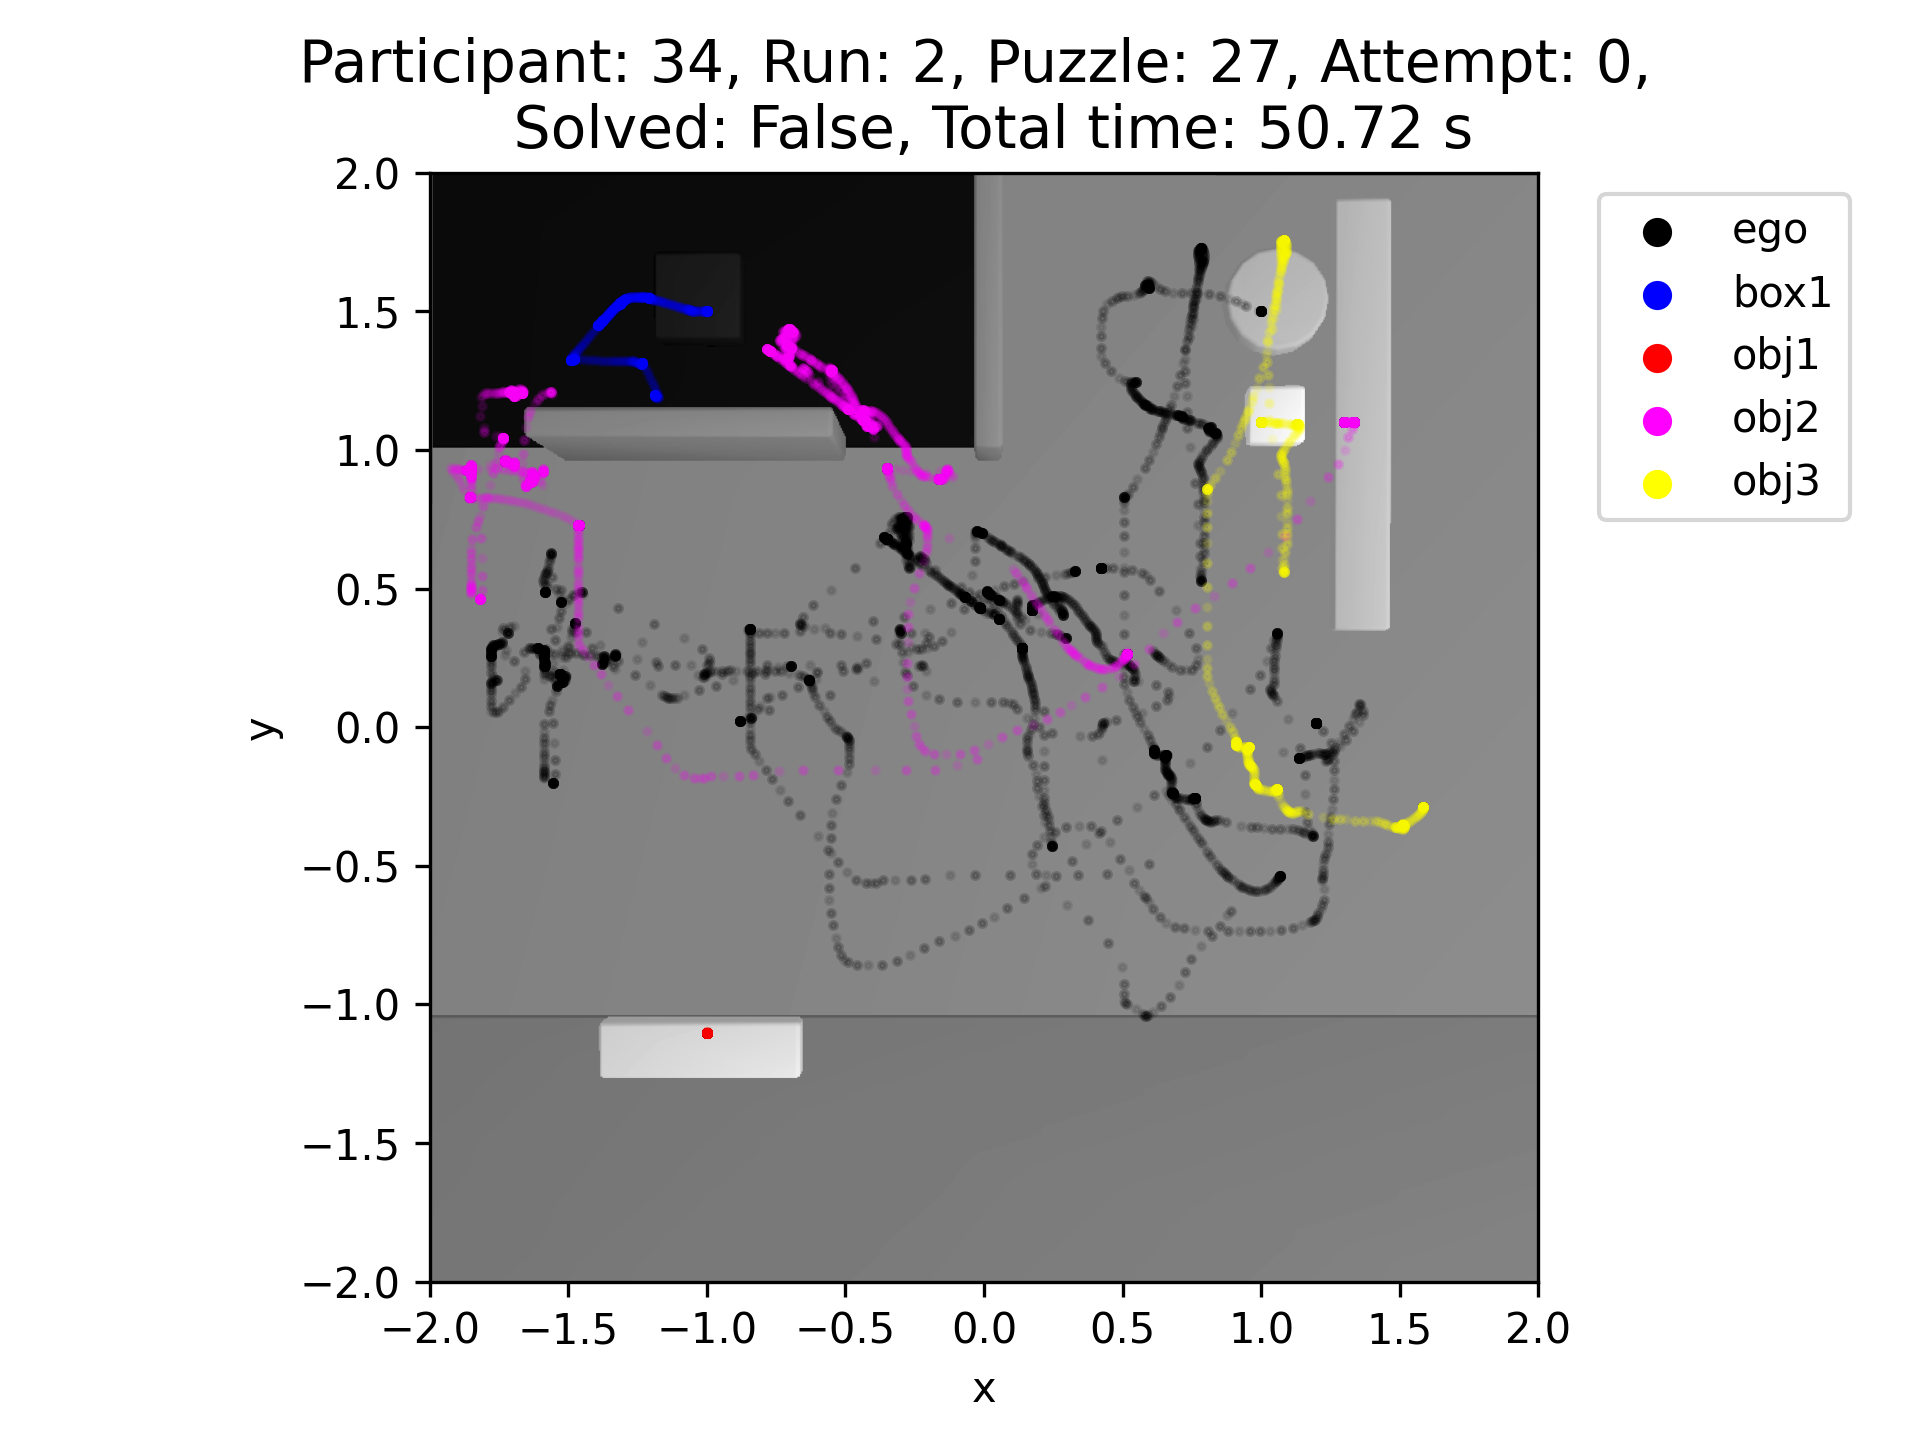 Participant: 34, Run: 2, Puzzle: 27, Attempt: 0,
Solved: False, Total time: 50.72 s
2.0
1.5
1.0
0.5
0.0
−0.5
−1.0
−1.5
−2.0
y
−2.0 −1.5 −1.0 −0.5 0.0 0.5 1.0 1.5 2.0
x
ego
box1
obj1
obj2
obj3